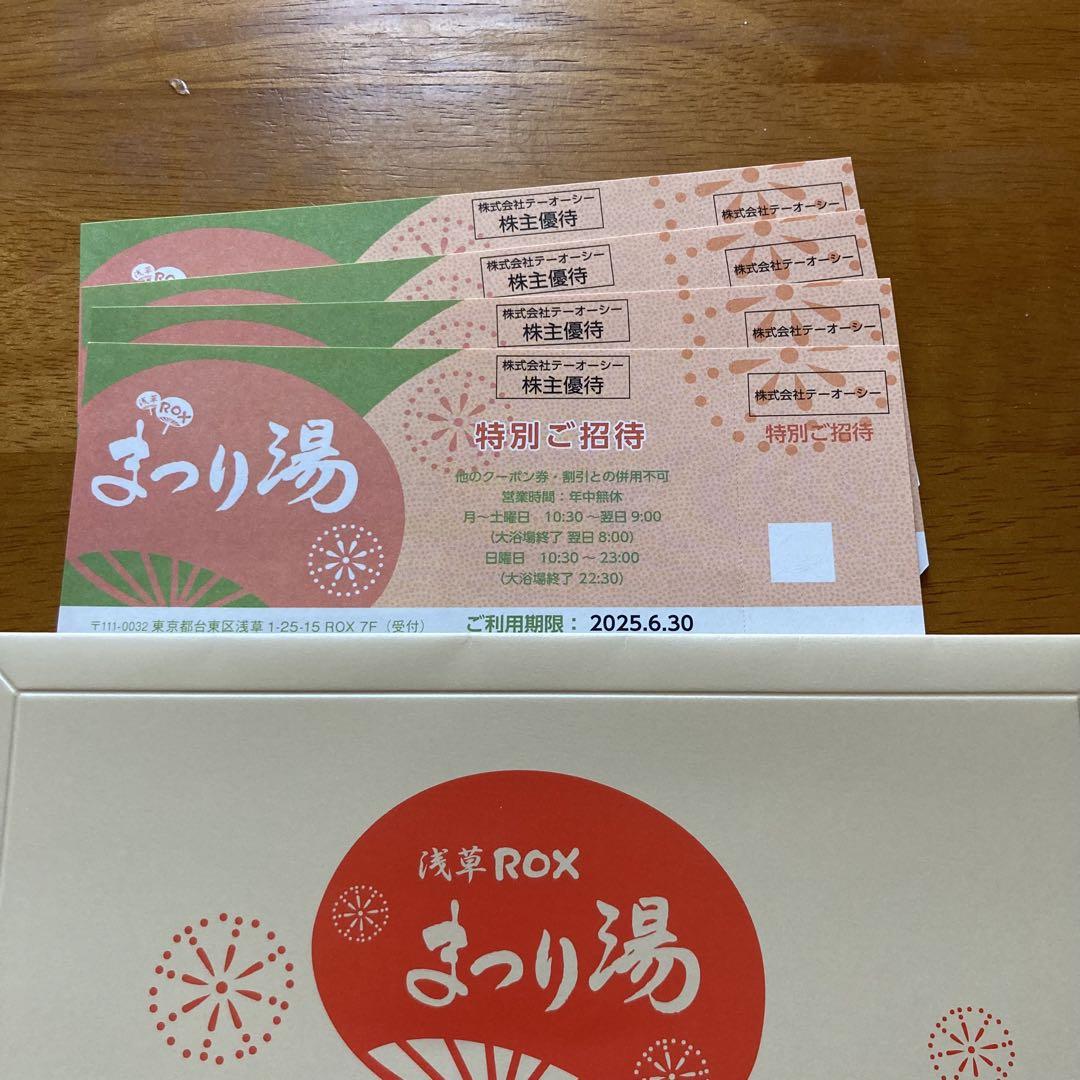 株式会社テーオーシー
株主優待
株式会社テーオーシー
浅草
ROX
株式会社テーオーシー
株主優待
株式会社テーオーシー
株式会社テーオーシー
株主優待
株式会社テーオーシー
株式会社テーオーシー
株主優待
株式会社テーオーシー
浅草
ROX
まつり湯
特別ご招待
特別ご招待
他のクーポン券・割引との併用不可
営業時間：年中無休
月～土曜日 10:30 ～翌日 9:00
（大浴場終了 翌日 8:00）
日曜日 10:30 ～ 23:00
（大浴場終了 22:30）
〒111-0032 東京都台東区浅草 1-25-15 ROX 7F（受付）
ご利用期限： 2025.6.30
浅草 ROX
まつり湯